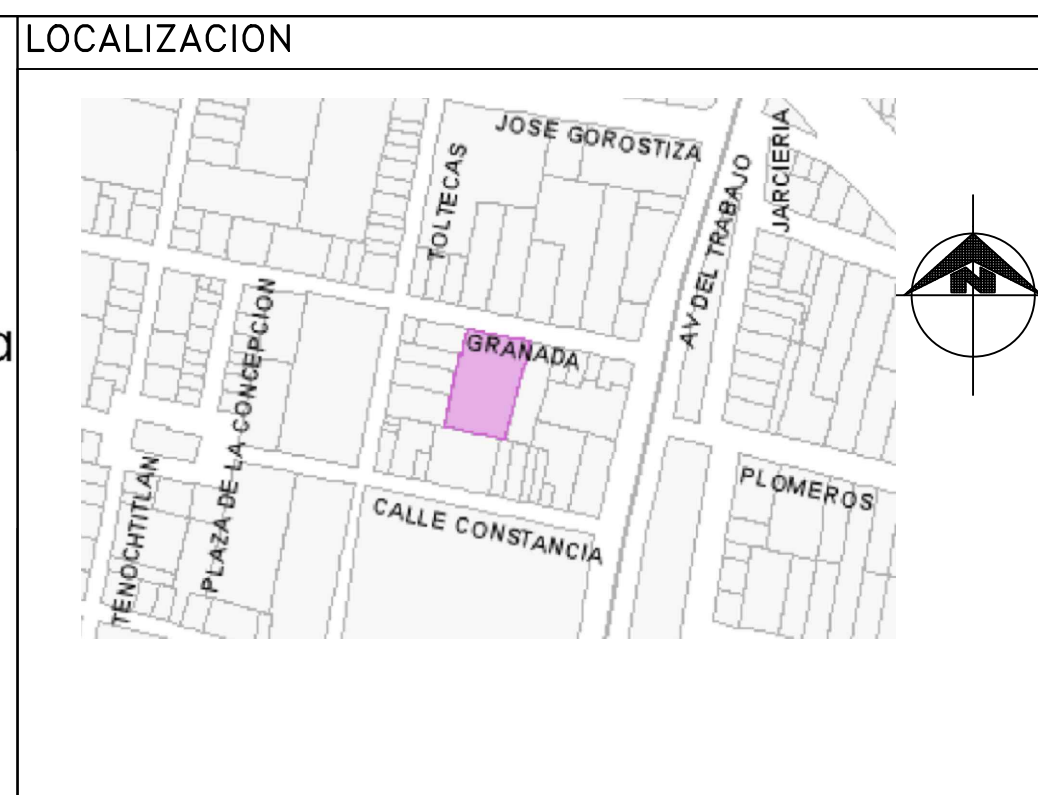 LOCALIZACION
JOSE GOROSTIZA
JARCIERIA
TOLTECAS
AV DEL TRABAJO
N
PLAZA DE LA CONCEPCION
a
GRANADA
TENOCHTITLAN
PLOMEROS
CALLE CONSTANCIA